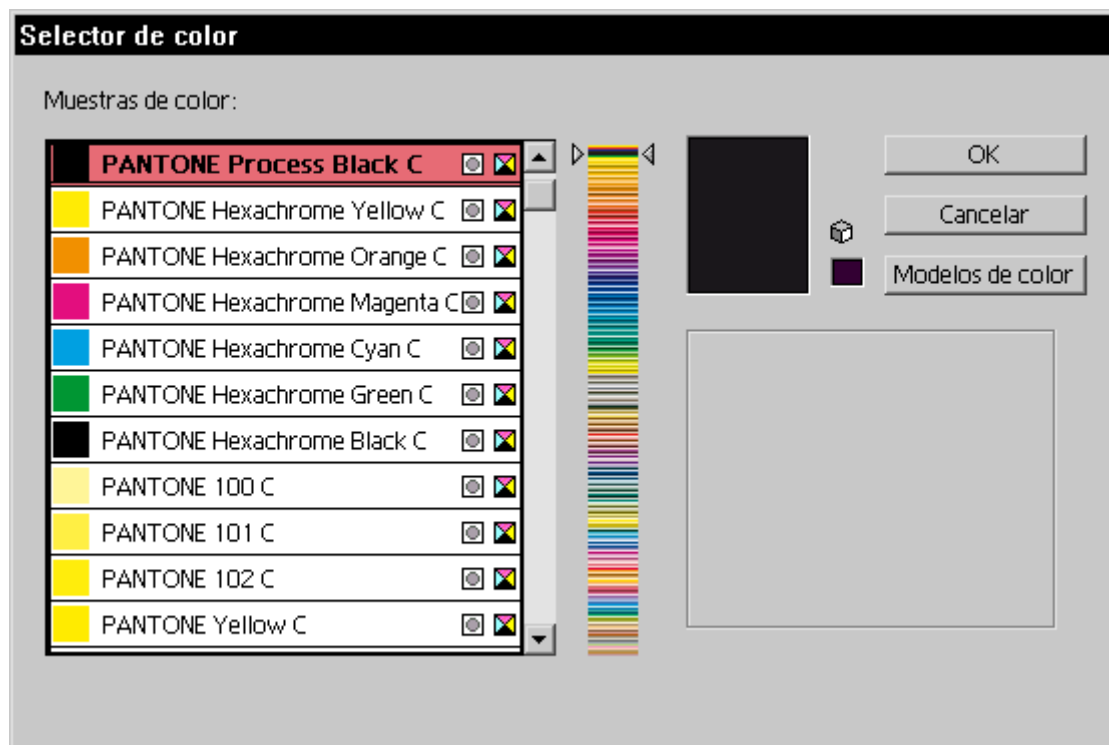 Selector de color
Muestras de color:
PANTONE Process Black C
PANTONE Hexachrome Yellow C
PANTONE Hexachrome Orange C
PANTONE Hexachrome Magenta C
PANTONE Hexachrome Cyan C
PANTONE Hexachrome Green C
PANTONE Hexachrome Black C
PANTONE 100 C
PANTONE 101 C
PANTONE 102 C
PANTONE Yellow C
OK
Cancelar
Modelos de color